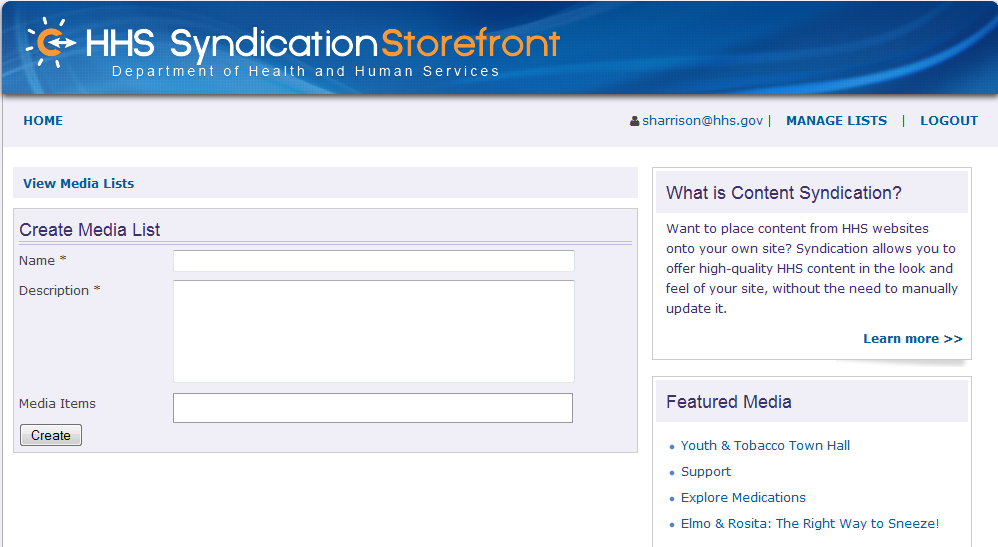 HHS SyndicationStorefront
Department of Health and Human Services
HOME
sharrison@hhs.gov | MANAGE LISTS | LOGOUT
View Media Lists
Create Media List
Name *
Description *
Media Items
Create
What is Content Syndication?
Want to place content from HHS websites
onto your own site? Syndication allows you to
offer high-quality HHS content in the look and
feel of your site, without the need to manually
update it.
Learn more >>
Featured Media
Youth & Tobacco Town Hall
Support
Explore Medications
Elmo & Rosita: The Right Way to Sneeze!